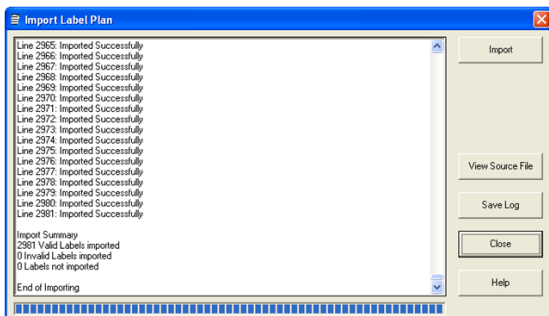 Import Label Plan
Line 2965: Imported Successfully
Line 2966: Imported Successfully
Line 2967: Imported Successfully
Line 2968: Imported Successfully
Line 2969: Imported Successfully
Line 2970: Imported Successfully
Line 2971: Imported Successfully
Line 2972: Imported Successfully
Line 2973: Imported Successfully
Line 2974: Imported Successfully
Line 2975: Imported Successfully
Line 2976: Imported Successfully
Line 2977: Imported Successfully
Line 2978: Imported Successfully
Line 2979: Imported Successfully
Line 2980: Imported Successfully
Line 2981: Imported Successfully
Import Summary
2981 Valid Labels imported
0 Invalid Labels imported
0 Labels not imported
End of Importing
Import
View Source File
Save Log
Close
Help